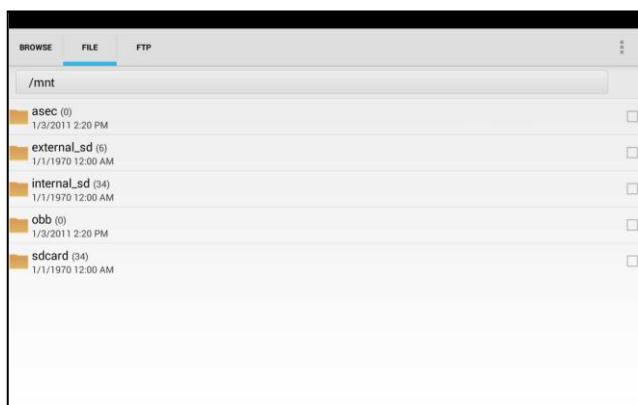 BROWSE FILE FTP
/mnt
asec (0)
1/3/2011 2:20 PM
external_sd (6)
1/1/1970 12:00 AM
internal_sd (34)
1/1/1970 12:00 AM
obb (0)
1/3/2011 2:20 PM
sdcard (34)
1/1/1970 12:00 AM